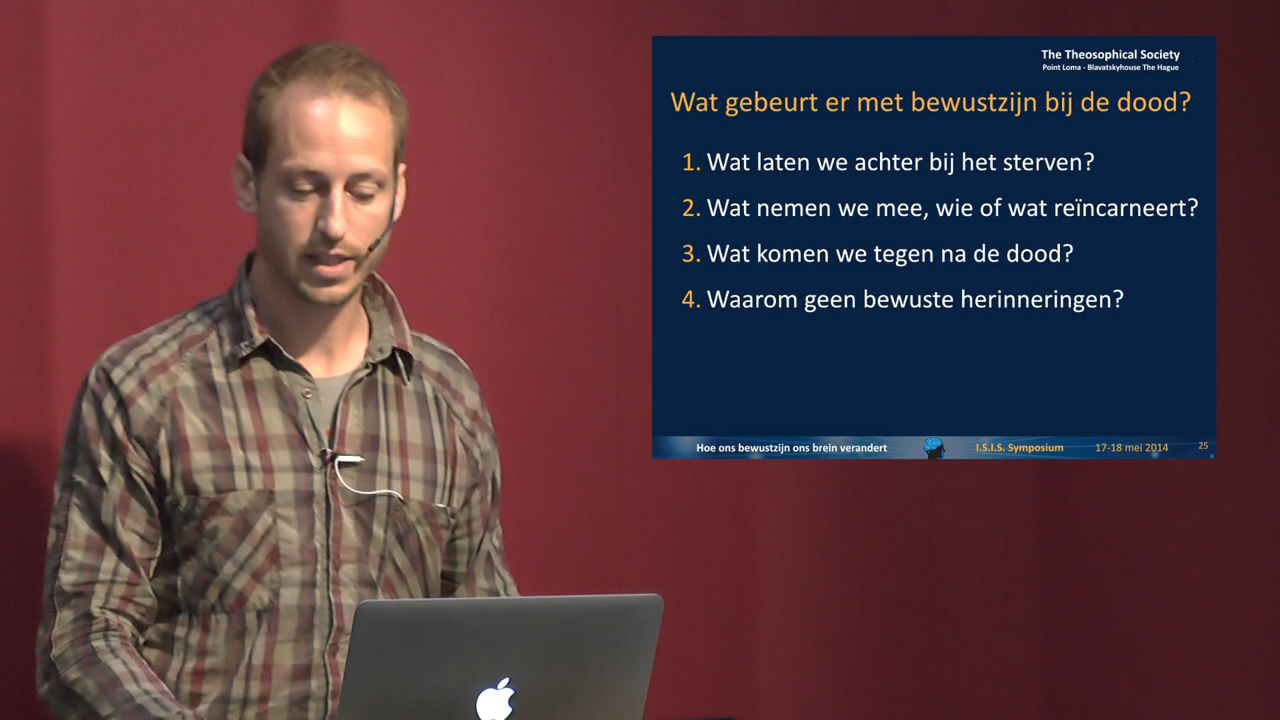 The Theosophical Society
Point Loma - Blavatskyhouse The Hague
Wat gebeurt er met bewustzijn bij de dood?
1. Wat laten we achter bij het sterven?
2. Wat nemen we mee, wie of wat reïncarneert?
3. Wat komen we tegen na de dood?
4. Waarom geen bewuste herinneringen?
Hoe ons bewustzijn ons brein verandert I.S.I.S. Symposium 17-18 mei 2014 25